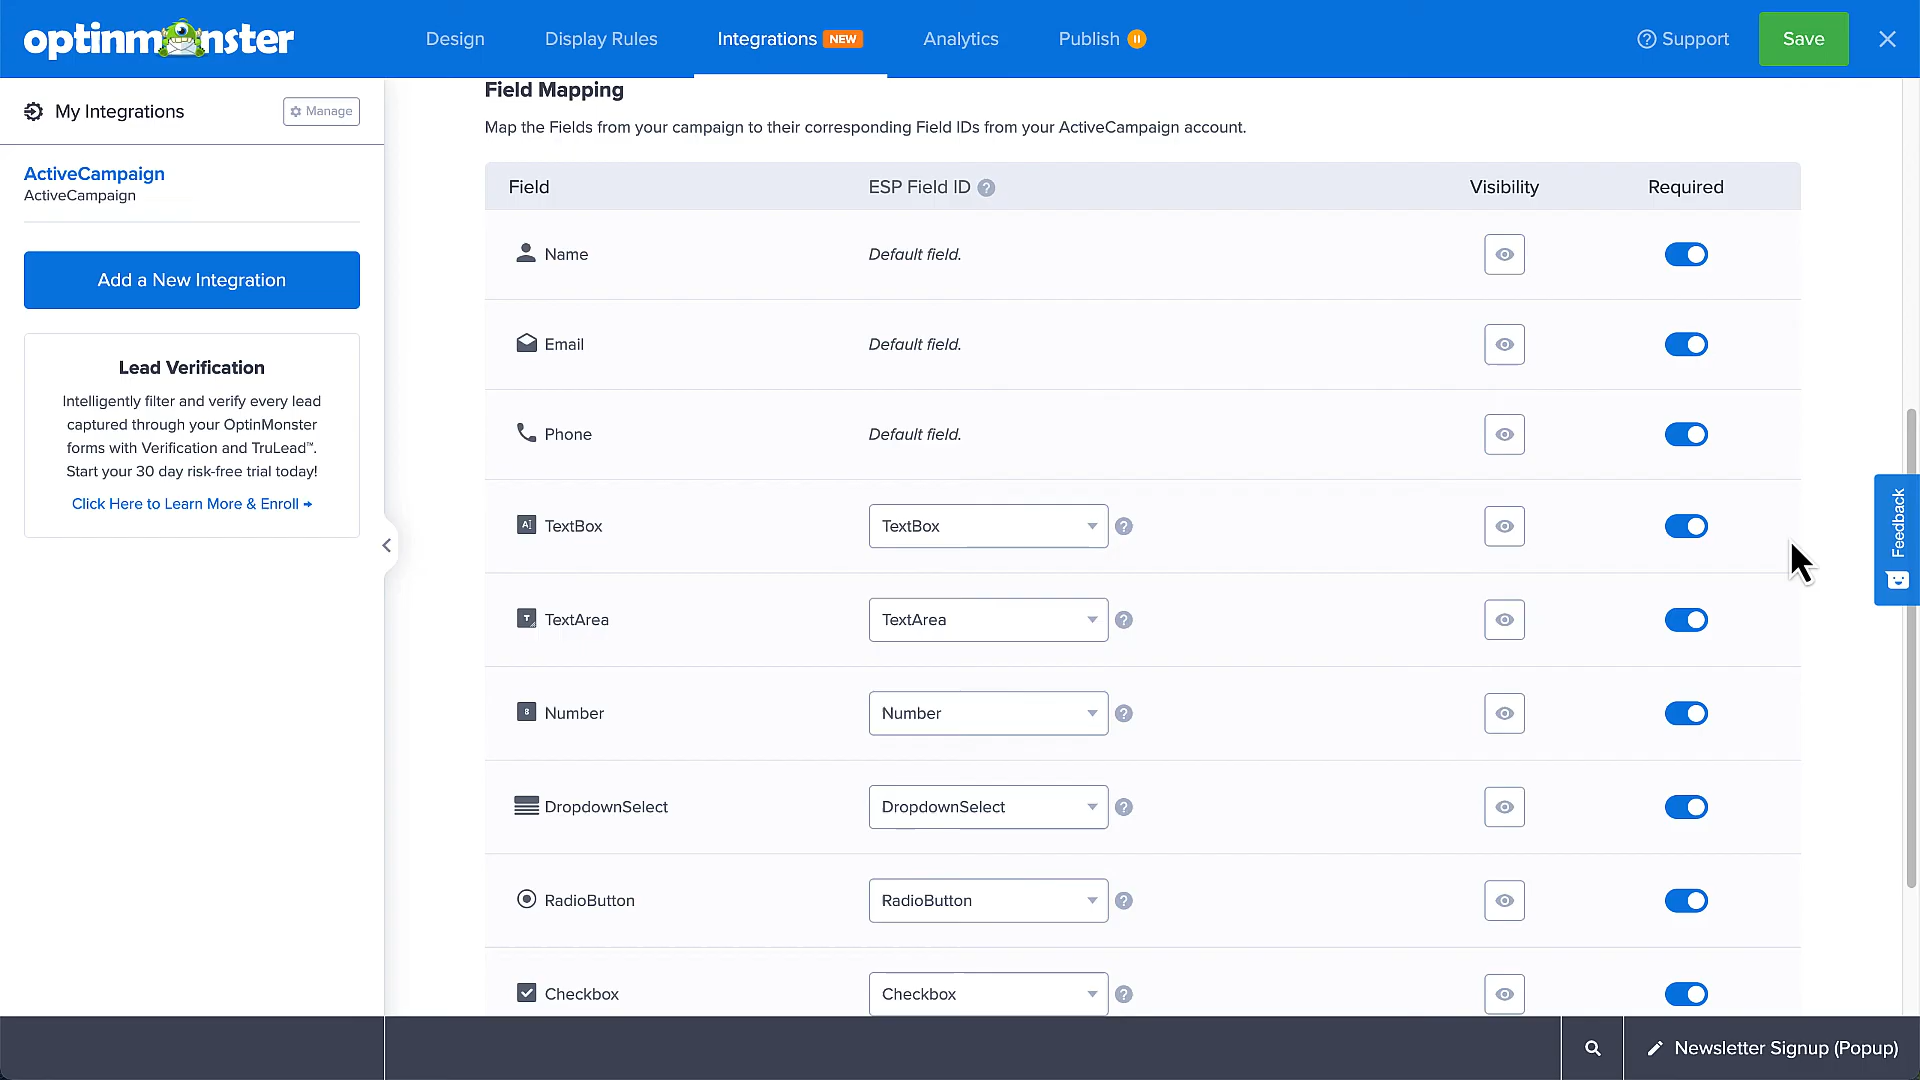 optinmonster
Design
Display Rules
Integrations NEW
Analytics
Publish
Support
Save
My Integrations
Manage
ActiveCampaign
ActiveCampaign
Add a New Integration
Lead Verification
Intelligently filter and verify every lead
captured through your OptinMonster
forms with Verification and TruLead™.
Start your 30 day risk-free trial today!
Click Here to Learn More & Enroll →
Field Mapping
Map the Fields from your campaign to their corresponding Field IDs from your ActiveCampaign account.
Field ESP Field ID ? Visibility Required
Name Default field.
Email Default field.
Phone Default field.
TextBox TextBox ?
TextArea TextArea ?
Number Number ?
DropdownSelect DropdownSelect ?
RadioButton RadioButton ?
Checkbox Checkbox ?
Feedback
Newsletter Signup (Popup)